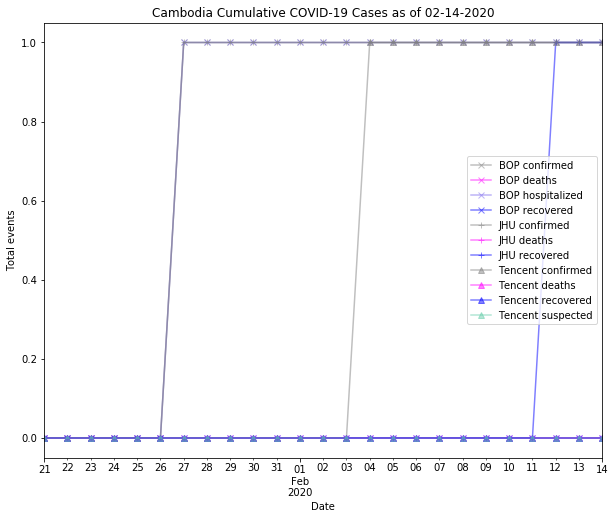 Cambodia Cumulative COVID-19 Cases as of 02-14-2020
Total events
1.0
0.8
0.6
0.4
0.2
0.0
BOP confirmed
BOP deaths
BOP hospitalized
BOP recovered
JHU confirmed
JHU deaths
JHU recovered
Tencent confirmed
Tencent deaths
Tencent recovered
Tencent suspected
21 22 23 24 25 26 27 28 29 30 31 01 02 03 04 05 06 07 08 09 10 11 12 13 14
Feb
2020
Date